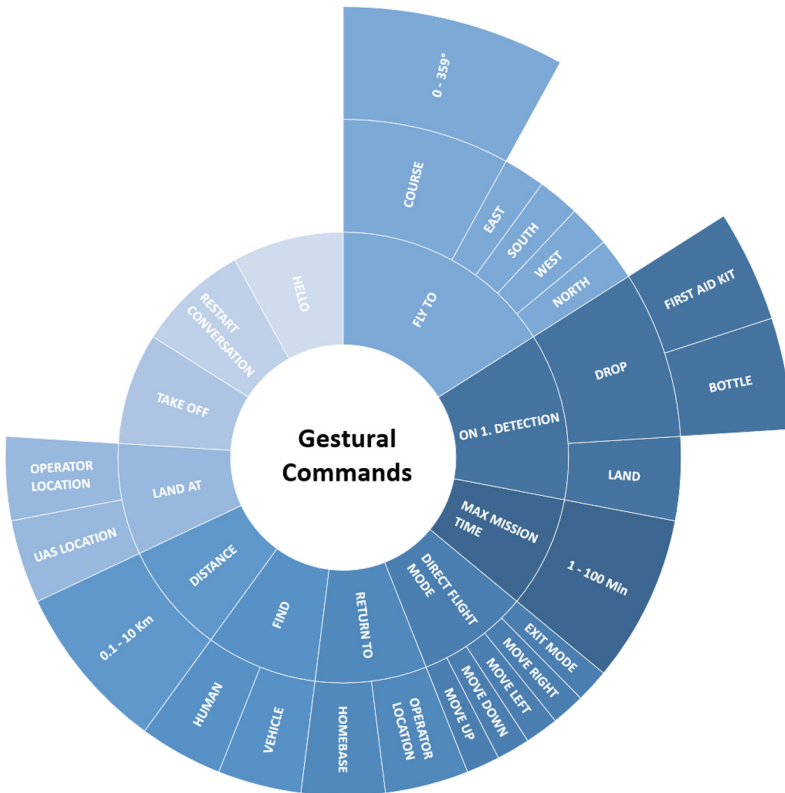 Gestural
Commands
FLY TO
COURSE
0 - 359°
EAST
SOUTH
WEST
NORTH
ON 1. DETECTION
DROP
FIRST AID KIT
BOTTLE
LAND
MAX MISSION
TIME
1 - 100 Min
DIRECT FLIGHT
MODE
EXIT MODE
MOVE RIGHT
MOVE LEFT
MOVE DOWN
MOVE UP
RETURN TO
OPERATOR
LOCATION
HOMEBASE
FIND
VEHICLE
HUMAN
DISTANCE
0.1 - 10 Km
LAND AT
UAS LOCATION
OPERATOR
LOCATION
TAKE OFF
RESTART
CONVERSATION
HELLO